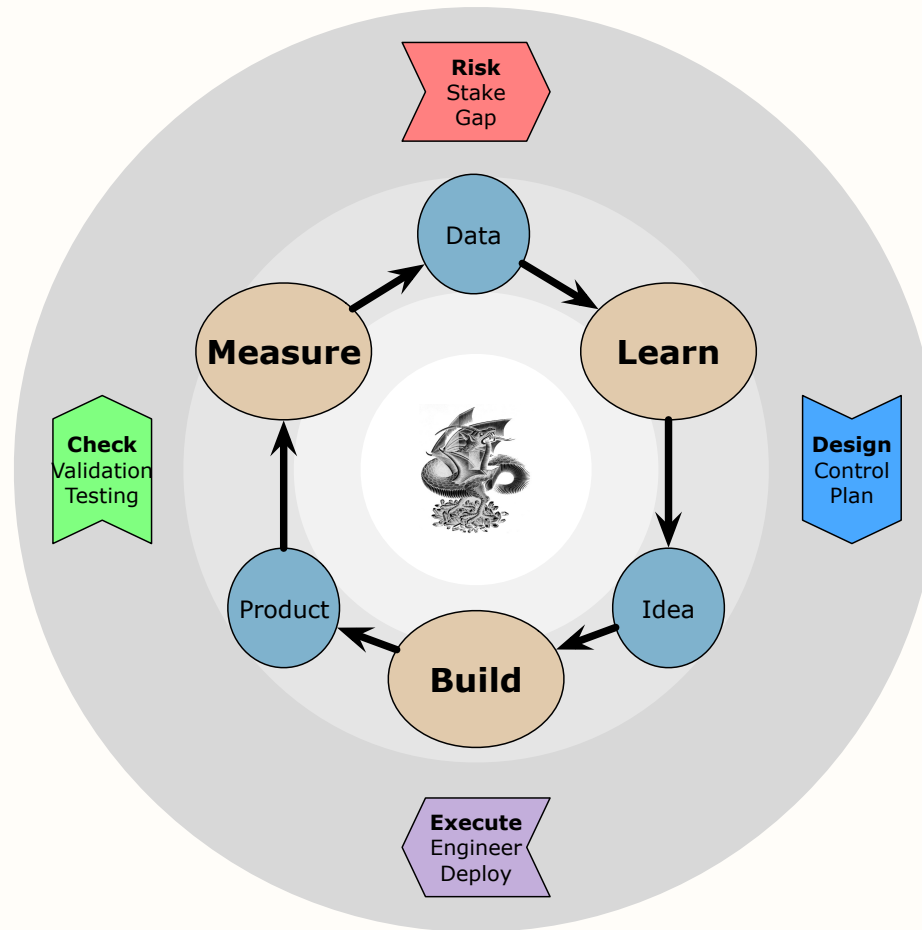 Risk
Stake
Gap
Data
Measure
Learn
Check
Validation
Testing
Design
Control
Plan
Product
Idea
Build
Execute
Engineer
Deploy